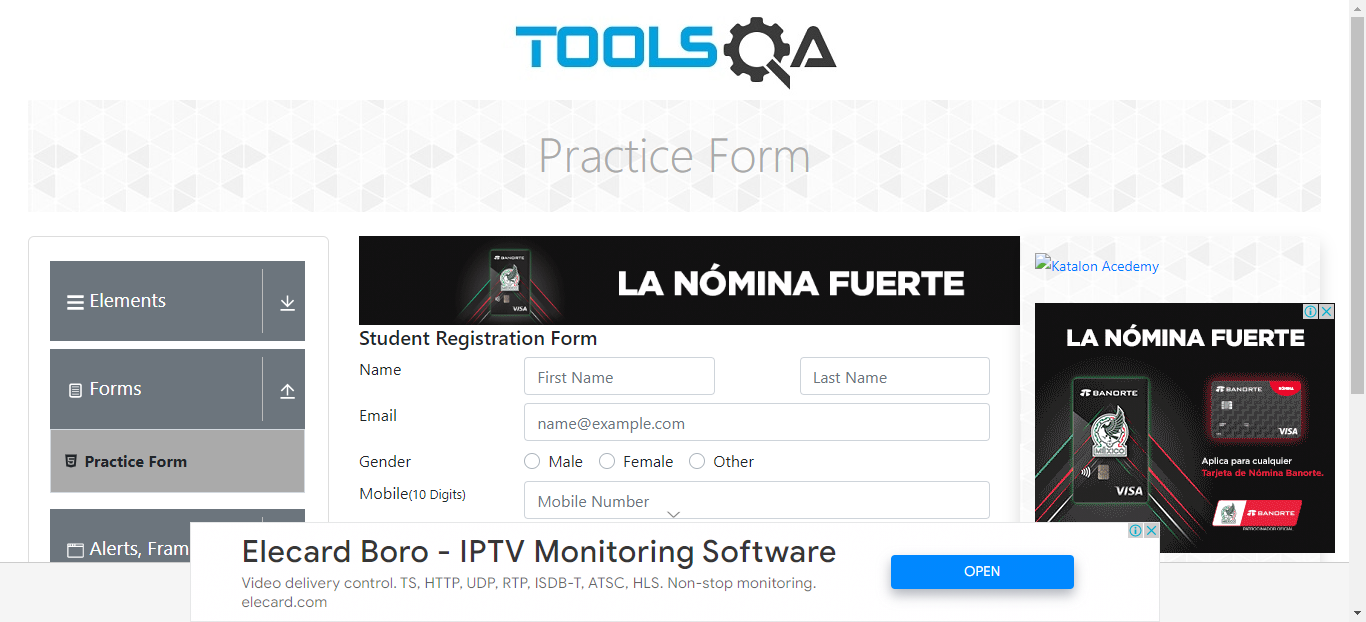 TOOLSQA
Practice Form
Elements
Forms
Practice Form
Alerts, Fram
LA NÓMINA FUERTE
BANORTE
VISA
Student Registration Form
Name
First Name
Last Name
Email
name@example.com
Gender
Male
Female
Other
Mobile(10 Digits)
Mobile Number
Katalon Acedemy
LA NÓMINA FUERTE
BANORTE
MÉXICO
VISA
BANORTE
VISA
Aplica para cualquier
Tarjeta de Nómina Banorte.
BANORTE
PATROCINADOR OFICIAL
Elecard Boro - IPTV Monitoring Software
Video delivery control. TS, HTTP, UDP, RTP, ISDB-T, ATSC, HLS. Non-stop monitoring.
elecard.com
OPEN